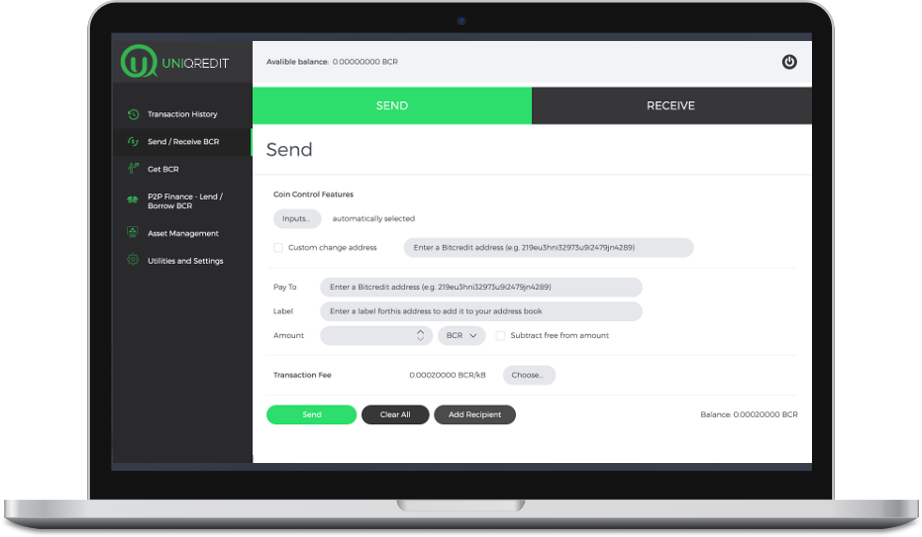 UNIQREDIT
Avalible balance: 0.00000000 BCR
SEND
RECEIVE
Transaction History
Send / Receive BCR
Get BCR
P2P Finance - Lend /
Borrow BCR
Asset Management
Utilities and Settings
Send
Coin Control Features
Inputs.. automatically selected
Custom change address Enter a Bitcredit address (e.g. 219eu3hni32973u9i2479jn4289)
Pay To Enter a Bitcredit address (e.g. 219eu3hni32973u9i2479jn4289)
Label Enter a label forthis address to add it to your address book
Amount BCR Subtract free from amount
Transaction Fee 0.00020000 BCR/kB Choose..
Send Clear All Add Recipient Balance: 0.00020000 BCR